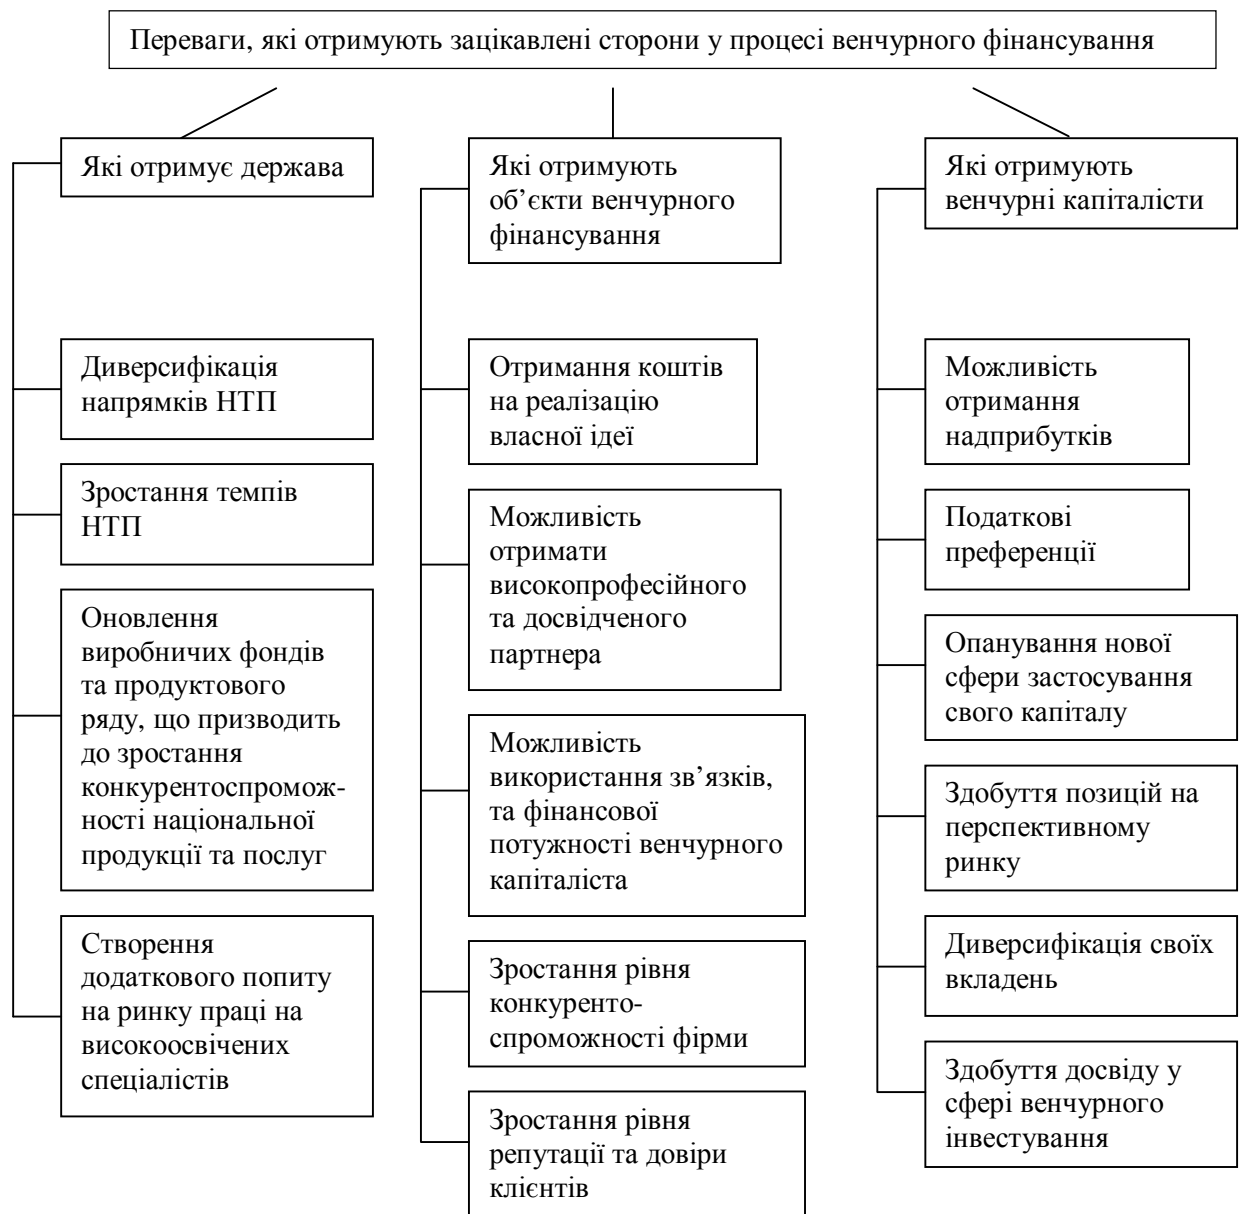 Переваги, які отримують зацікавлені сторони у процесі венчурного фінансування
Які отримує держава
Диверсифікація
напрямків НТП
Зростання темпів
НТП
Оновлення
виробничих фондів
та продуктового
ряду, що призводить
до зростання
конкурентоспромож-
ності національної
продукції та послуг
Створення
додаткового попиту
на ринку праці на
високоосвічених
спеціалістів
Які отримують
об’єкти венчурного
фінансування
Отримання коштів
на реалізацію
власної ідеї
Можливість
отримати
високопрофесійного
та досвідченого
партнера
Можливість
використання зв’язків,
та фінансової
потужності венчурного
капіталіста
Зростання рівня
конкуренто-
спроможності фірми
Зростання рівня
репутації та довіри
клієнтів
Які отримують
венчурні капіталісти
Можливість
отримання
надприбутків
Податкові
преференції
Опанування нової
сфери застосування
свого капіталу
Здобуття позицій на
перспективному
ринку
Диверсифікація своїх
вкладень
Здобуття досвіду у
сфері венчурного
інвестування